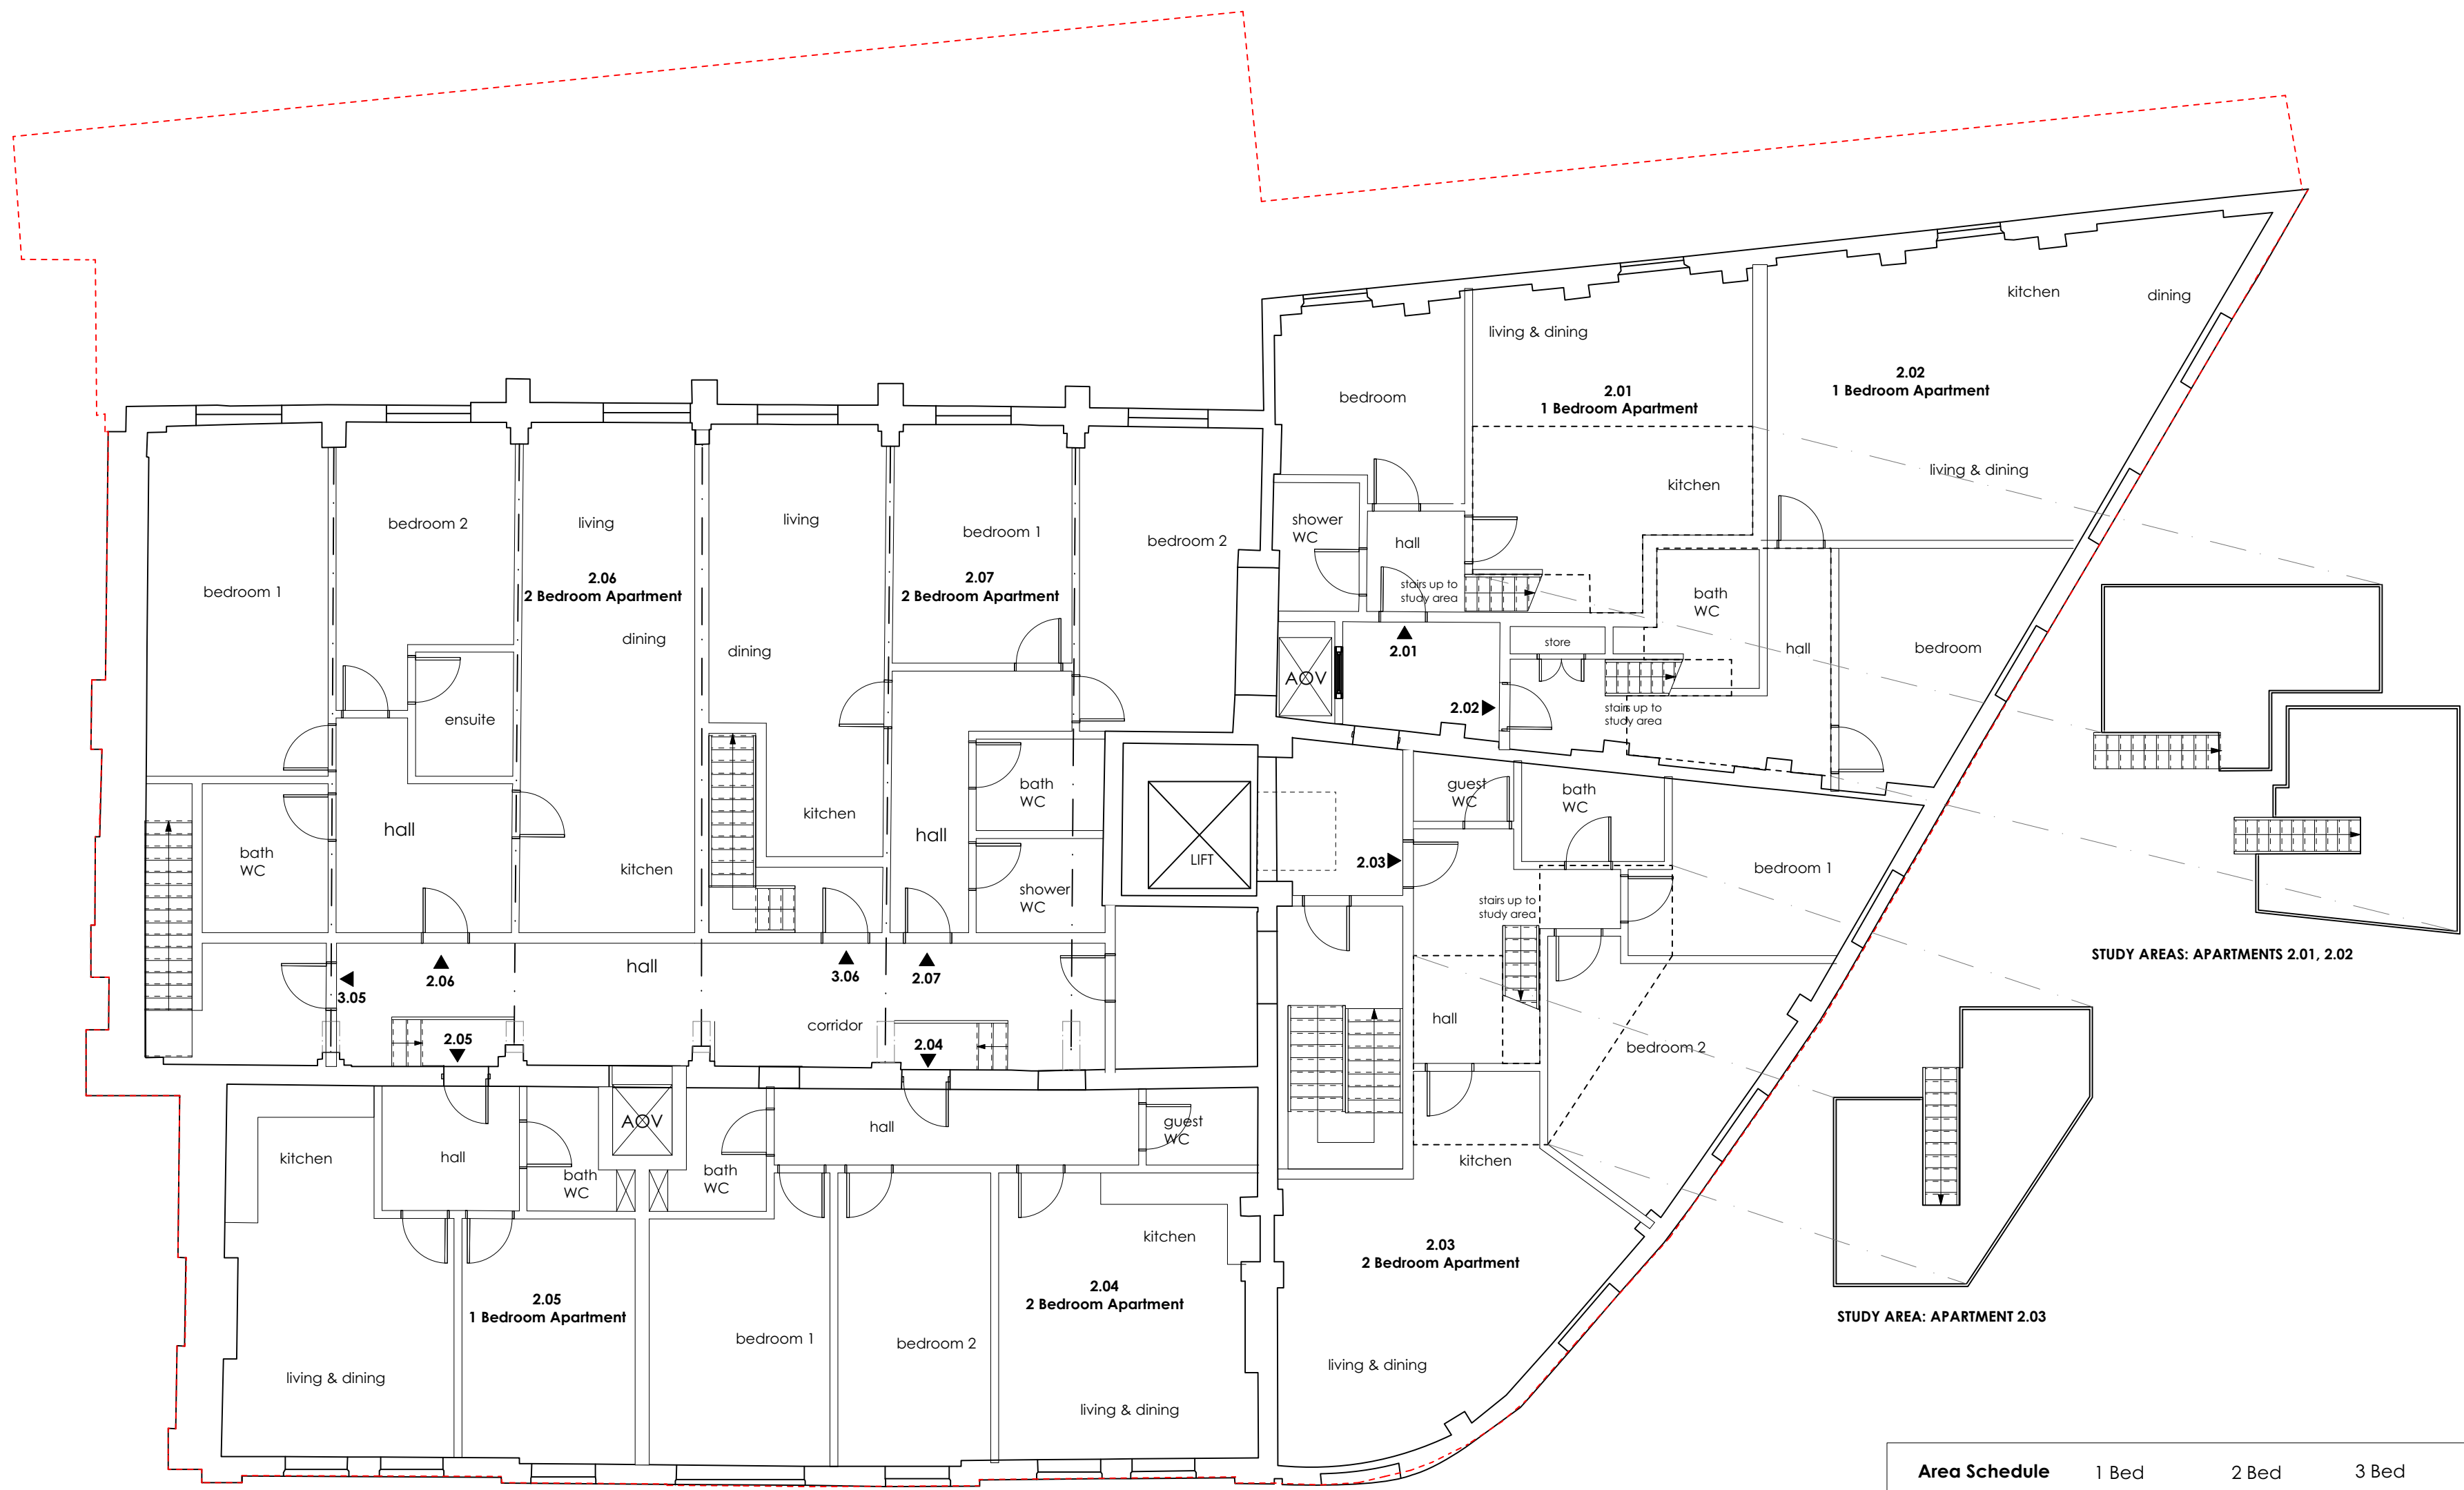 kitchen
dining
living & dining
2.02
1 Bedroom Apartment
2.01
1 Bedroom Apartment
bedroom
living & dining
kitchen
bedroom 2
living
living
bedroom 1
bedroom 2
shower
WC
hall
2.06
2 Bedroom Apartment
2.07
2 Bedroom Apartment
bedroom 1
stairs up to
study area
bath
WC
dining
dining
store
hall
bedroom
2.01
AOV
ensuite
2.02
stairs up to
study area
bath
WC
guest
WC
bath
WC
kitchen
hall
hall
bath
WC
kitchen
LIFT
2.03
bedroom 1
shower
WC
stairs up to
study area
STUDY AREAS: APARTMENTS 2.01, 2.02
hall
2.06
3.06
2.07
3.05
corridor
hall
2.05
2.04
bedroom 2
AOV
hall
guest
WC
kitchen
hall
bath
WC
bath
WC
kitchen
kitchen
2.03
2 Bedroom Apartment
2.05
1 Bedroom Apartment
2.04
2 Bedroom Apartment
STUDY AREA: APARTMENT 2.03
bedroom 1
bedroom 2
living & dining
living & dining
living & dining
Area Schedule 1 Bed 2 Bed 3 Bed